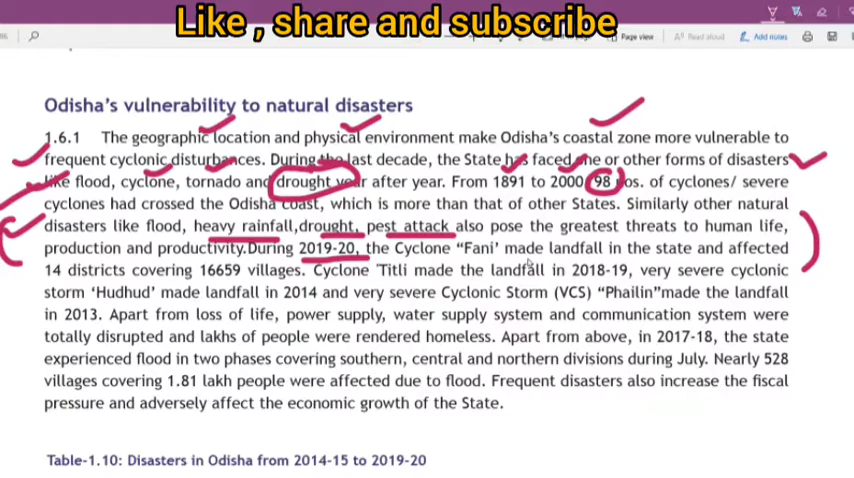 Like , share and subscribe
Page view
Read aloud
Add notes
Odisha's vulnerability to natural disasters
1.6.1 The geographic location and physical environment make Odisha's coastal zone more vulnerable to
frequent cyclonic disturbances. During the last decade, the State has faced one or other forms of disasters
like flood, cyclone, tornado and drought year after year. From 1891 to 2000, 98 nos. of cyclones/ severe
cyclones had crossed the Odisha coast, which is more than that of other States. Similarly other natural
disasters like flood, heavy rainfall,drought, pest attack also pose the greatest threats to human life,
production and productivity.During 2019-20, the Cyclone "Fani' made landfall in the state and affected
14 districts covering 16659 villages. Cyclone Titli made the landfall in 2018-19, very severe cyclonic
storm 'Hudhud' made landfall in 2014 and very severe Cyclonic Storm (VCS) "Phailin"made the landfall
in 2013. Apart from loss of life, power supply, water supply system and communication system were
totally disrupted and lakhs of people were rendered homeless. Apart from above, in 2017-18, the state
experienced flood in two phases covering southern, central and northern divisions during July. Nearly 528
villages covering 1.81 lakh people were affected due to flood. Frequent disasters also increase the fiscal
pressure and adversely affect the economic growth of the State.
Table-1.10: Disasters in Odisha from 2014-15 to 2019-20